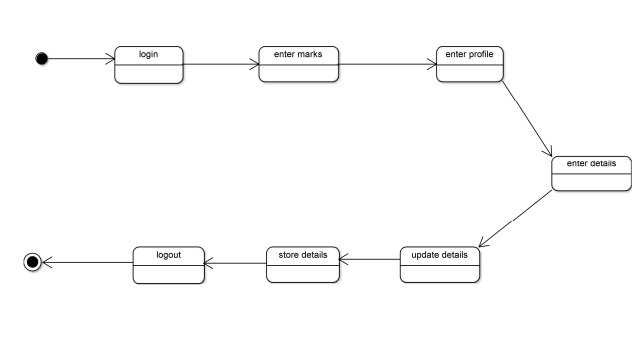 login
enter marks
enter profile
enter details
update details
store details
logout